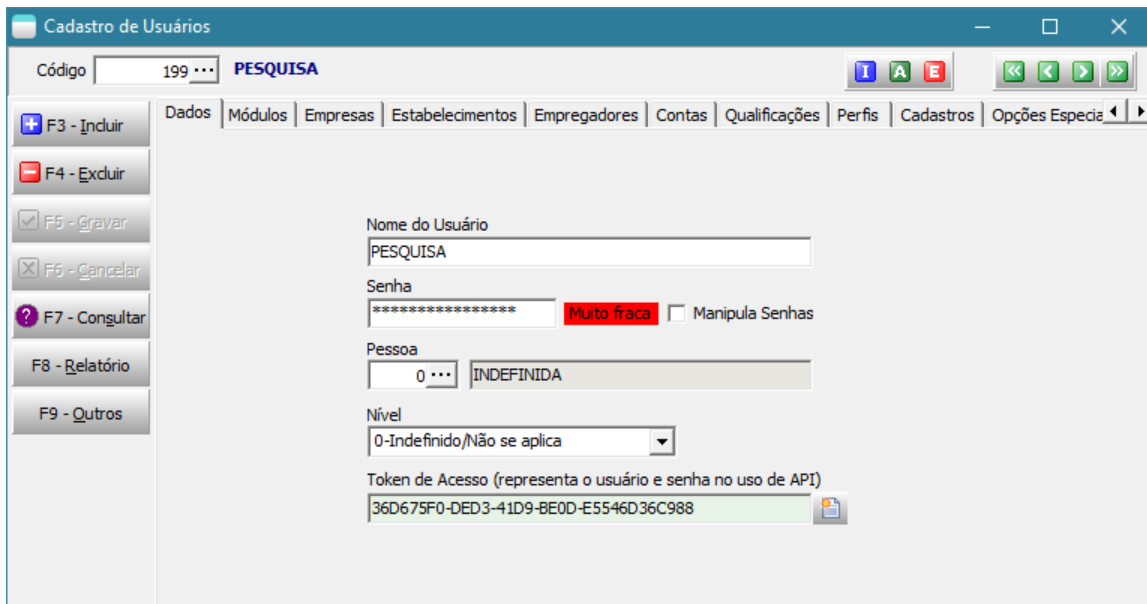 Cadastro de Usuários
Código 199 ... PESQUISA I A E
F3 - Incluir
F4 - Excluir
F5 - Gravar
F6 - Cancelar
F7 - Consultar
F8 - Relatório
F9 - Outros
Dados Módulos Empresas Estabelecimentos Empregadores Contas Qualificações Perfis Cadastros Opções Especia
Nome do Usuário
PESQUISA
Senha
**************** Muito fraca Manipula Senhas
Pessoa
0 ... INDEFINIDA
Nível
0-Indefinido/Não se aplica
Token de Acesso (representa o usuário e senha no uso de API)
36D675F0-DED3-41D9-BE0D-E5546D36C988